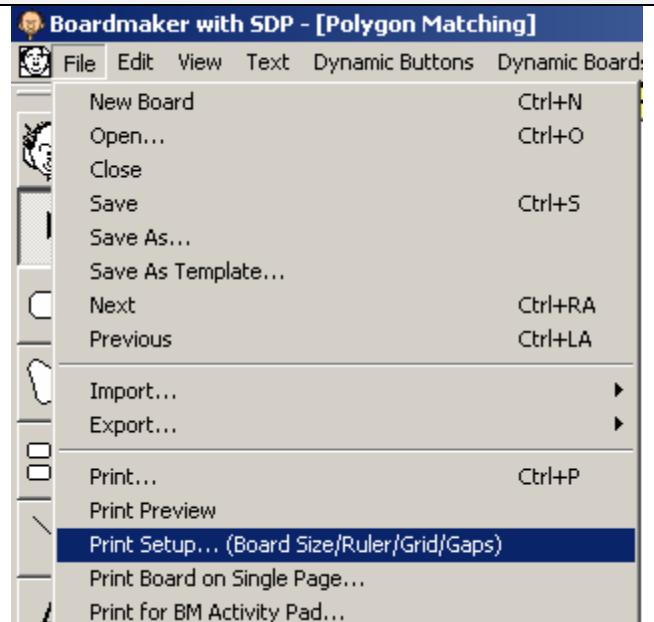 Boardmaker with SDP - [Polygon Matching]
File Edit View Text Dynamic Buttons Dynamic Board
New Board Ctrl+N
Open... Ctrl+O
Close
Save Ctrl+S
Save As...
Save As Template...
Next Ctrl+RA
Previous Ctrl+LA
Import...
Export...
Print... Ctrl+P
Print Preview
Print Setup... (Board Size/Ruler/Grid/Gaps)
Print Board on Single Page...
Print for BM Activity Pad...